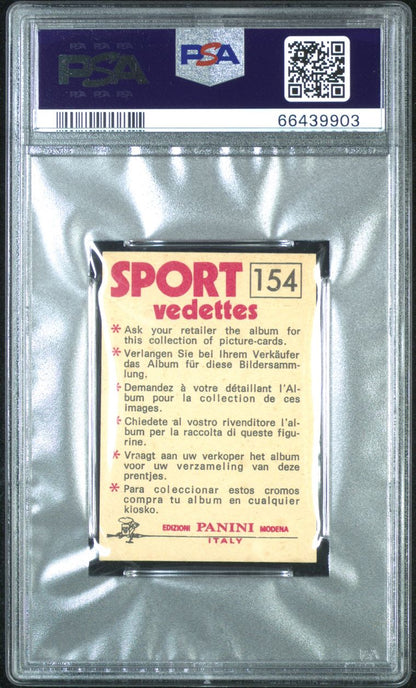 PSA
PSA
66439903
SPORT 154
vedettes
* Ask your retailer the album for
this collection of picture-cards.
* Verlangen Sie bei Ihrem Verkäufer
das Album für diese Bildersamm-
lung.
* Demandez à votre détaillant l'Al-
bum pour la collection de ces
images.
* Chiedete al vostro rivenditore l'al-
bum per la raccolta di queste figu-
rine.
* Vraagt aan uw verkoper het album
voor uw verzameling van deze
prentjes.
* Para coleccionar estos cromos
compra tu album en cualquier
kiosko.
EDIZIONI PANINI MODENA
ITALY